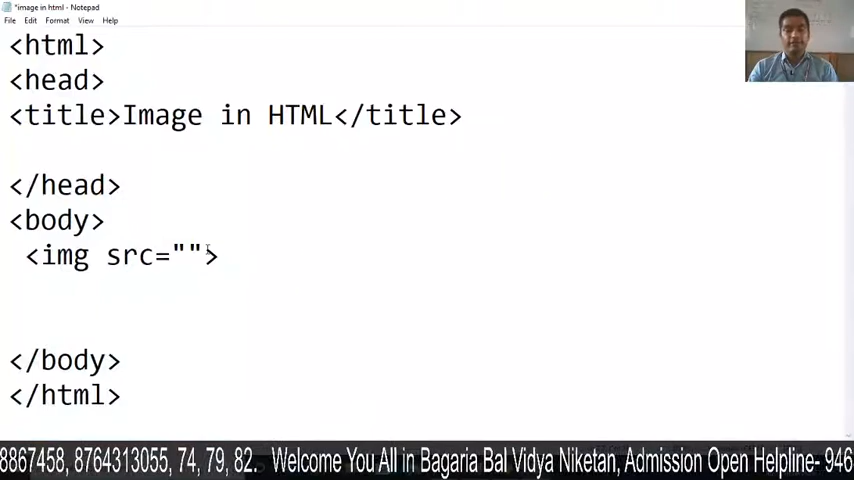 *image in html - Notepad
File Edit Format View Help
<html>
<head>
<title>Image in HTML</title>
</head>
<body>
<img src="">
</body>
</html>
8867458, 8764313055, 74, 79, 82. Welcome You All in Bagaria Bal Vidya Niketan, Admission Open Helpline- 946